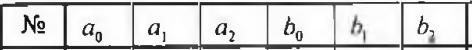 № a₀ a₁ a₂ b₀ b₁ b₂